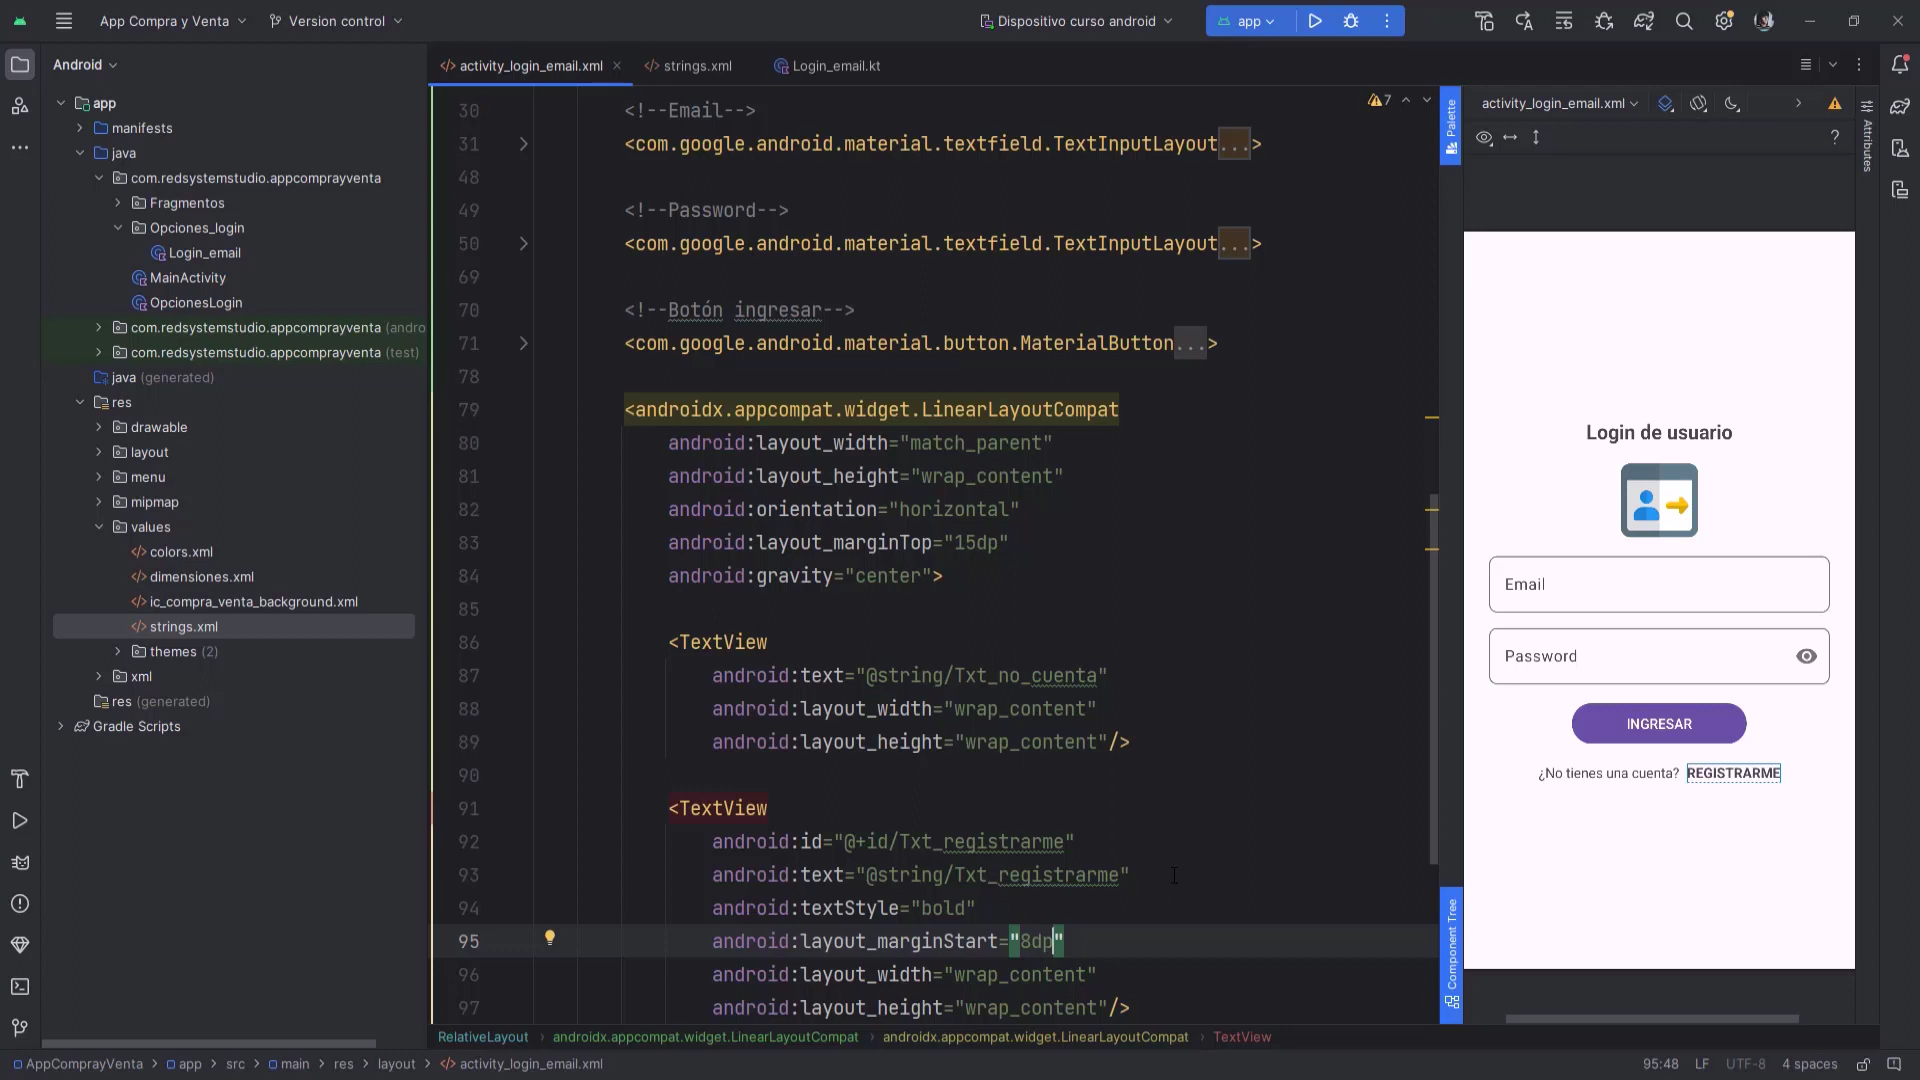 App Compra y Venta
Version control
Dispositivo curso android
app
Android
app
manifests
java
com.redsystemstudio.appcomprayventa
Fragmentos
Opciones_login
Login_email
MainActivity
OpcionesLogin
com.redsystemstudio.appcomprayventa (andro
com.redsystemstudio.appcomprayventa (test)
java (generated)
res
drawable
layout
menu
mipmap
values
colors.xml
dimensiones.xml
ic_compra_venta_background.xml
strings.xml
themes (2)
xml
res (generated)
Gradle Scripts
activity_login_email.xml
strings.xml
Login_email.kt
7
30 <!--Email-->
31 <com.google.android.material.textfield.TextInputLayout...>
48
49 <!--Password-->
50 <com.google.android.material.textfield.TextInputLayout...>
69
70 <!--Botón ingresar-->
71 <com.google.android.material.button.MaterialButton...>
78
79 <androidx.appcompat.widget.LinearLayoutCompat
80 android:layout_width="match_parent"
81 android:layout_height="wrap_content"
82 android:orientation="horizontal"
83 android:layout_marginTop="15dp"
84 android:gravity="center">
85
86 <TextView
87 android:text="@string/Txt_no_cuenta"
88 android:layout_width="wrap_content"
89 android:layout_height="wrap_content"/>
90
91 <TextView
92 android:id="@+id/Txt_registrarme"
93 android:text="@string/Txt_registrarme"
94 android:textStyle="bold"
95 android:layout_marginStart="8dp"
96 android:layout_width="wrap_content"
97 android:layout_height="wrap_content"/>
RelativeLayout
androidx.appcompat.widget.LinearLayoutCompat
androidx.appcompat.widget.LinearLayoutCompat
TextView
Palette
Component Tree
activity_login_email.xml
?
Attributes
Login de usuario
Email
Password
INGRESAR
¿No tienes una cuenta? REGISTRARME
AppComprayVenta
app
src
main
res
layout
activity_login_email.xml
95:48
LF
UTF-8
4 spaces